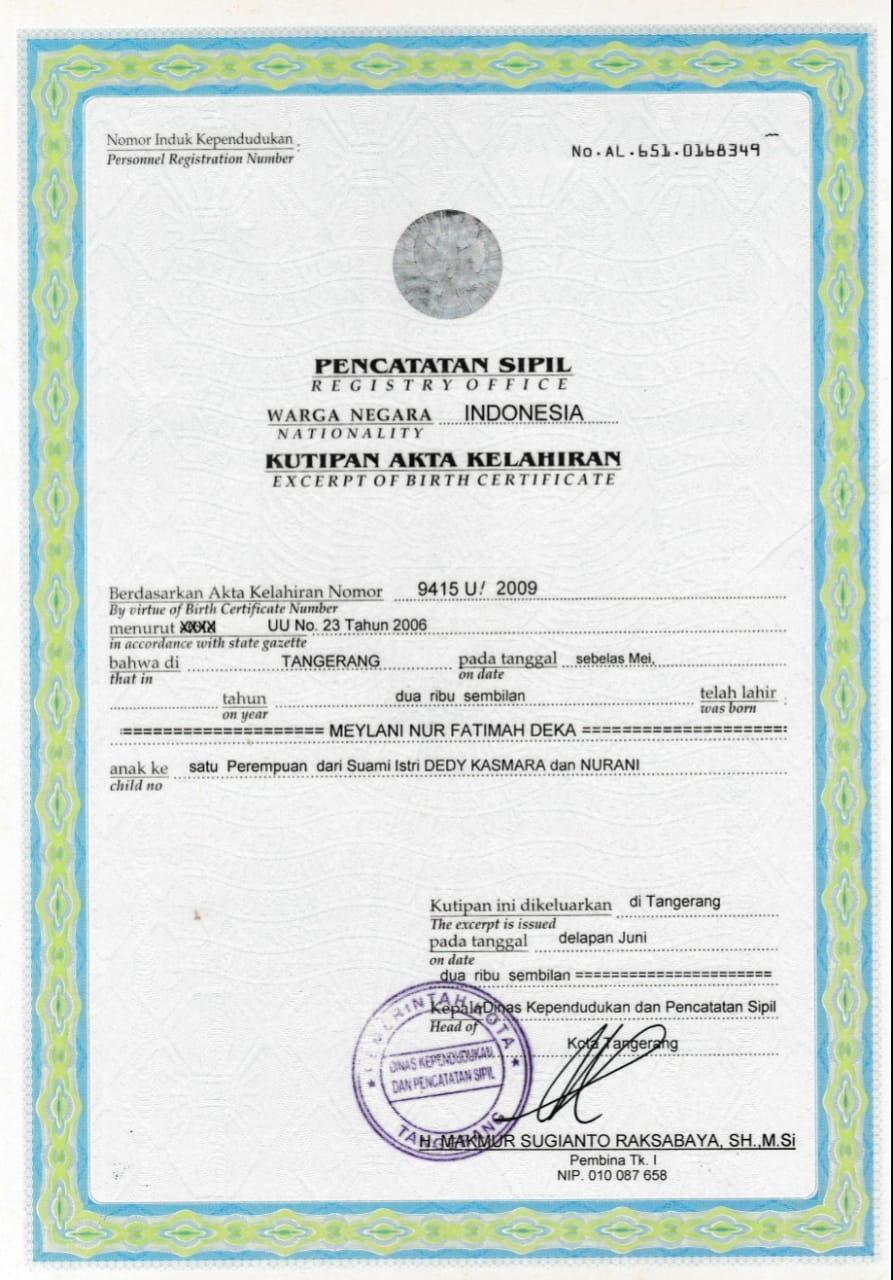 Nomor Induk Kependudukan :
Personnel Registration Number
No.AL.651.0168349
PENCATATAN SIPIL
REGISTRY OFFICE
WARGA NEGARA INDONESIA
NATIONALITY
KUTIPAN AKTA KELAHIRAN
EXCERPT OF BIRTH CERTIFICATE
Berdasarkan Akta Kelahiran Nomor 9415 U/ 2009
By virtue of Birth Certificate Number
menurut XXXX UU No. 23 Tahun 2006
in accordance with state gazette
bahwa di TANGERANG pada tanggal sebelas Mei,
that in on date
tahun dua ribu sembilan telah lahir :
on year was born
==================== MEYLANI NUR FATIMAH DEKA ====================:
anak ke satu Perempuan dari Suami Istri DEDY KASMARA dan NURANI
child no
Kutipan ini dikeluarkan di Tangerang
The excerpt is issued
pada tanggal delapan Juni
on date
dua ribu sembilan ======================
Kepala Dinas Kependudukan dan Pencatatan Sipil
Head of
Kota Tangerang
PEMERINTAH KOTA
DINAS KEPENDUDUKAN
DAN PENCATATAN SIPIL
TANGERANG
H. MAKMUR SUGIANTO RAKSABAYA, SH.,M.Si
Pembina Tk. I
NIP. 010 087 658